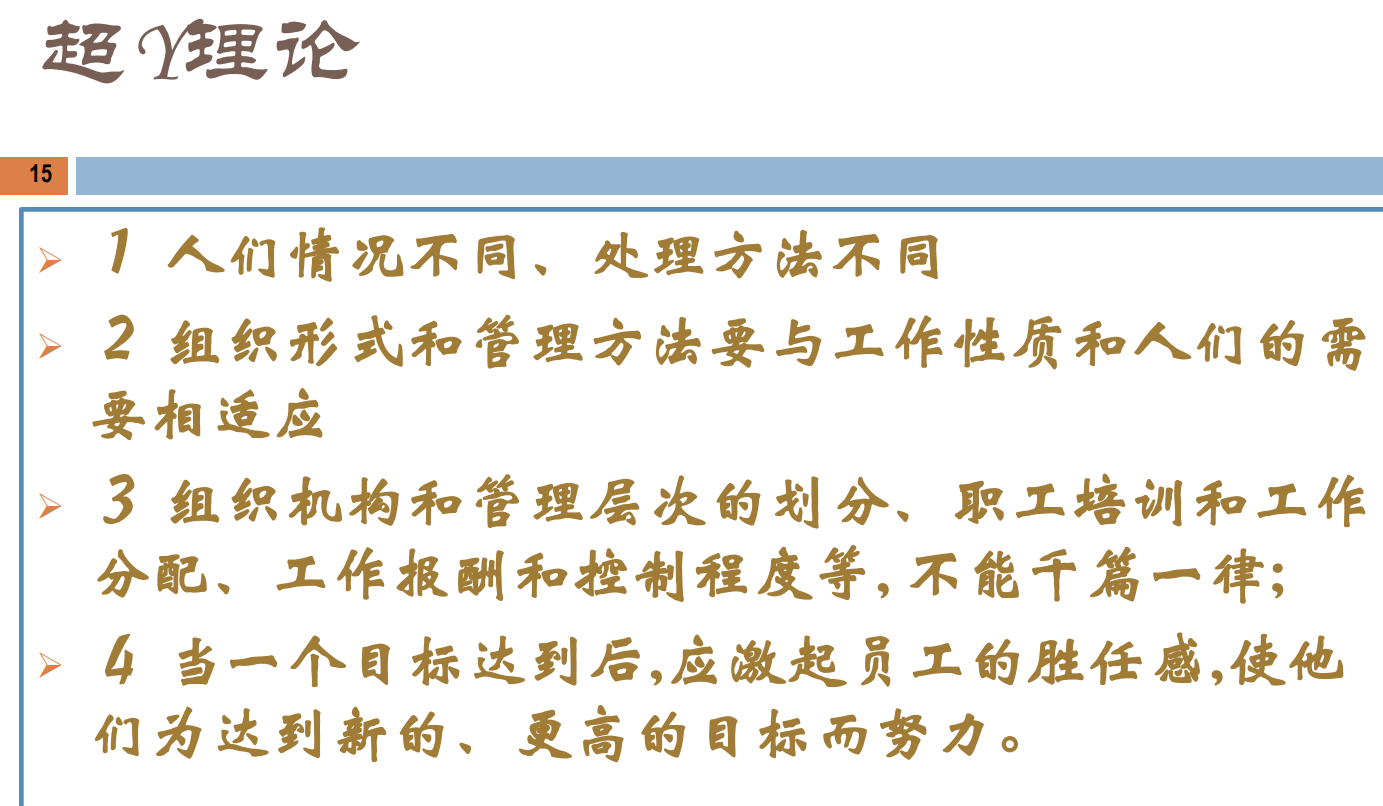 超Y理论
15
➢ 1 人们情况不同、处理方法不同
➢ 2 组织形式和管理方法要与工作性质和人们的需
要相适应
➢ 3 组织机构和管理层次的划分、职工培训和工作
分配、工作报酬和控制程度等,不能千篇一律;
➢ 4 当一个目标达到后,应激起员工的胜任感,使他
们为达到新的、更高的目标而努力。